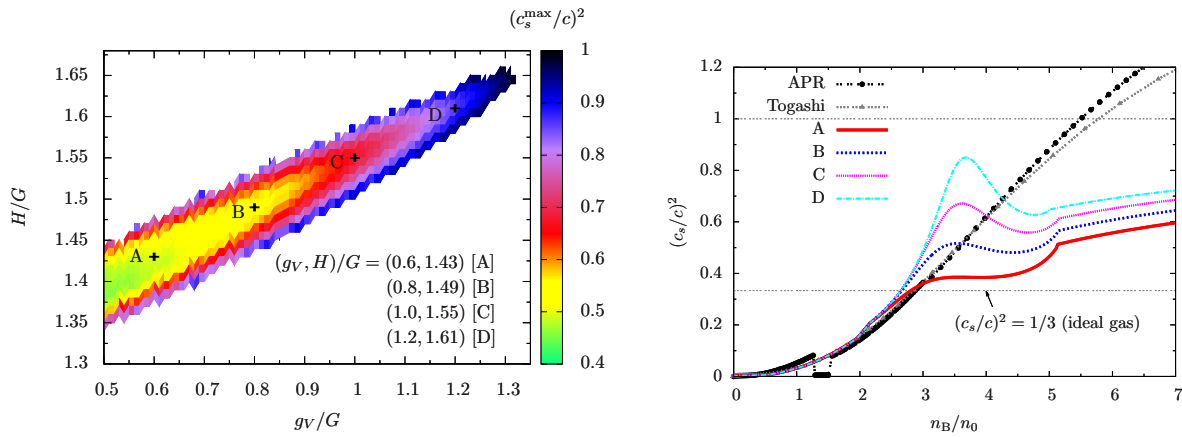 (c_s^max/c)^2
H/G
1.65
1.6
1.55
1.5
1.45
1.4
1.35
1.3
A
B
C
D
(g_V, H)/G = (0.6, 1.43) [A]
(0.8, 1.49) [B]
(1.0, 1.55) [C]
(1.2, 1.61) [D]
0.5 0.6 0.7 0.8 0.9 1 1.1 1.2 1.3
g_V/G
1
0.9
0.8
0.7
0.6
0.5
0.4
(c_s/c)^2
1.2
1
0.8
0.6
0.4
0.2
0
APR
Togashi
A
B
C
D
(c_s/c)^2 = 1/3 (ideal gas)
0 1 2 3 4 5 6 7
n_B/n_0